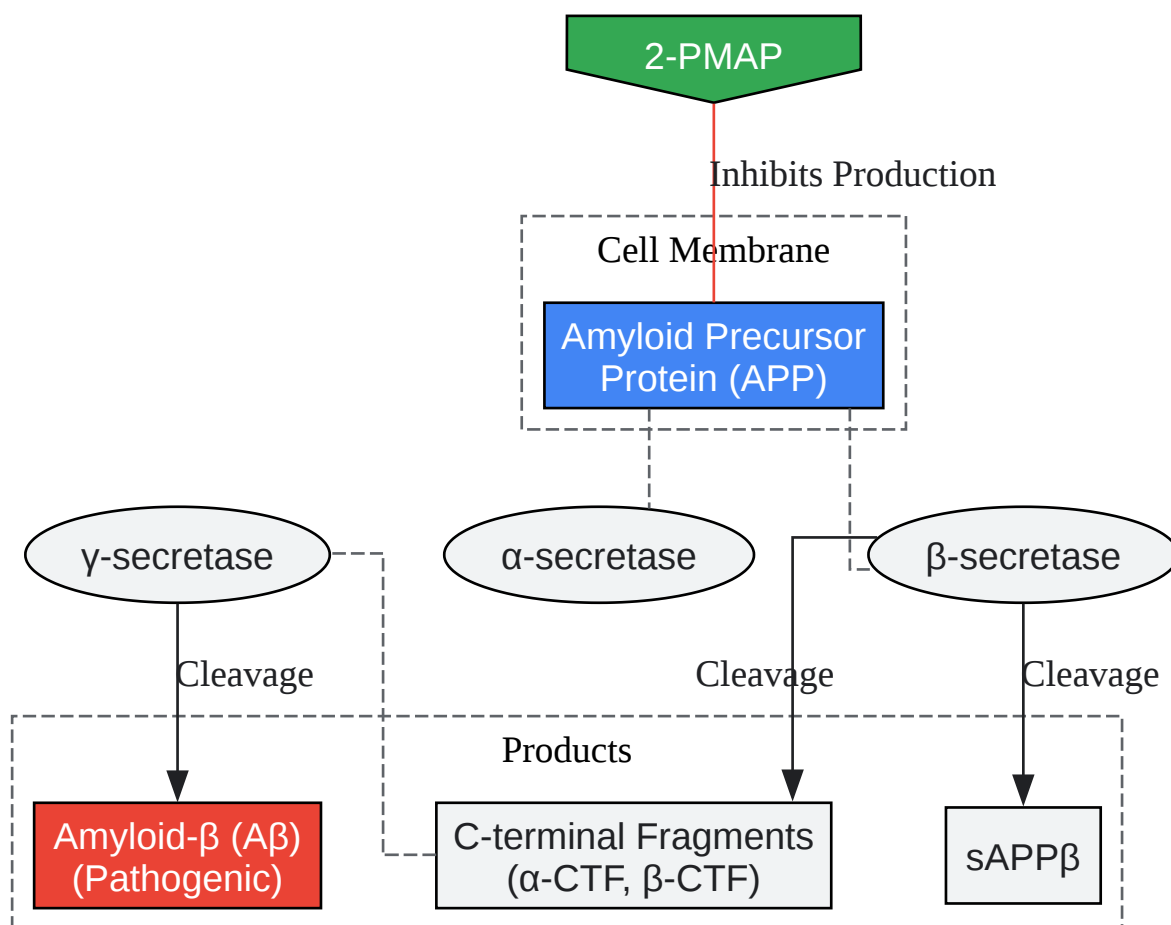 2-PMAP
Inhibits Production
Cell Membrane
Amyloid Precursor
Protein (APP)
γ-secretase
α-secretase
β-secretase
Cleavage
Cleavage
Cleavage
Products
Amyloid-β (Aβ)
(Pathogenic)
C-terminal Fragments
(α-CTF, β-CTF)
sAPPβ